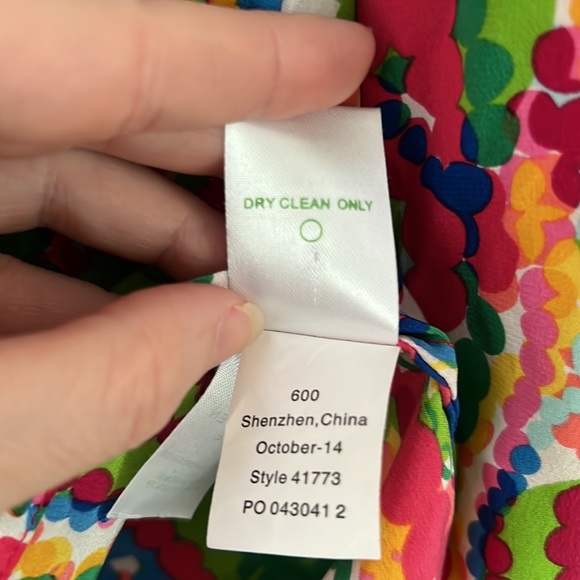 DRY CLEAN ONLY
600
Shenzhen,China
October-14
Style 41773
PO 043041 2